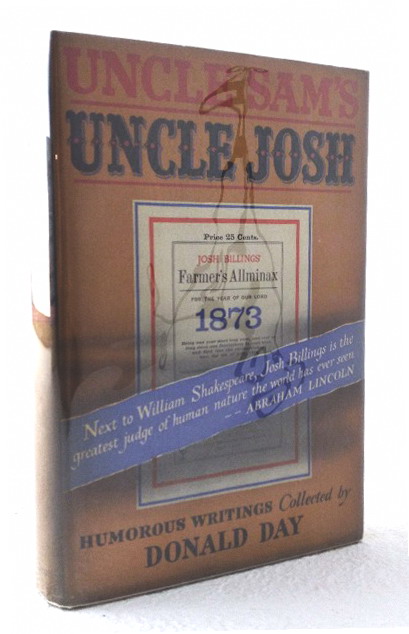 UNCLE SAM'S
UNCLE JOSH
Price 25 Cents.
JOSH BILLINGS'
Farmer's Allminax
FOR THE YEAR OF OUR LORD
1873
Next to William Shakespeare, Josh Billings is the
greatest judge of human nature the world has ever seen
-- ABRAHAM LINCOLN
HUMOROUS WRITINGS Collected by
DONALD DAY